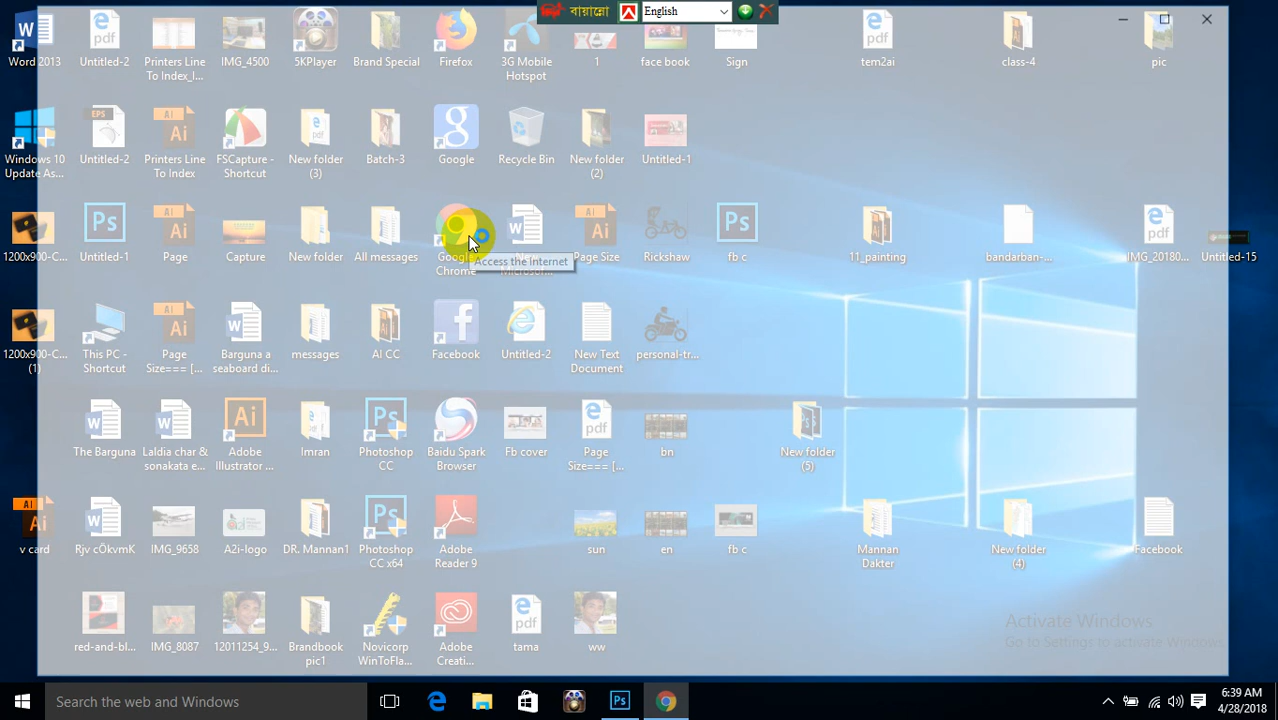 বায়ান্নো English
Word 2013
Untitled-2
Printers Line
To Index_I...
IMG_4500
5KPlayer
Brand Special
Firefox
3G Mobile
Hotspot
1
face book
Sign
tem2ai
class-4
pic
Windows 10
Update As...
Untitled-2
Printers Line
To Index
FSCapture -
Shortcut
New folder
(3)
Batch-3
Google
Recycle Bin
New folder
(2)
Untitled-1
1200x900-C...
Untitled-1
Page
Capture
New folder
All messages
Google
Chrome
Access the Internet
New
Microsof...
Page Size
Rickshaw
fb c
11_painting
bandarban-...
IMG_20180...
Untitled-15
1200x900-C...
(1)
This PC -
Shortcut
Page
Size=== [...
Barguna a
seaboard di...
messages
AI CC
Facebook
Untitled-2
New Text
Document
personal-tr...
The Barguna
Laldia char &
sonakata e...
Adobe
Illustrator ...
Imran
Photoshop
CC
Baidu Spark
Browser
Fb cover
Page
Size=== [...
bn
New folder
(5)
v card
Rjv cÖkvmK
IMG_9658
A2i-logo
DR. Mannan1
Photoshop
CC x64
Adobe
Reader 9
sun
en
fb c
Mannan
Dakter
New folder
(4)
Facebook
red-and-bl...
IMG_8087
12011254_9...
Brandbook
pic1
Novicorp
WinToFla...
Adobe
Creati...
tama
ww
Activate Windows
Go to Settings to activate Windows.
Search the web and Windows
6:39 AM
4/28/2018